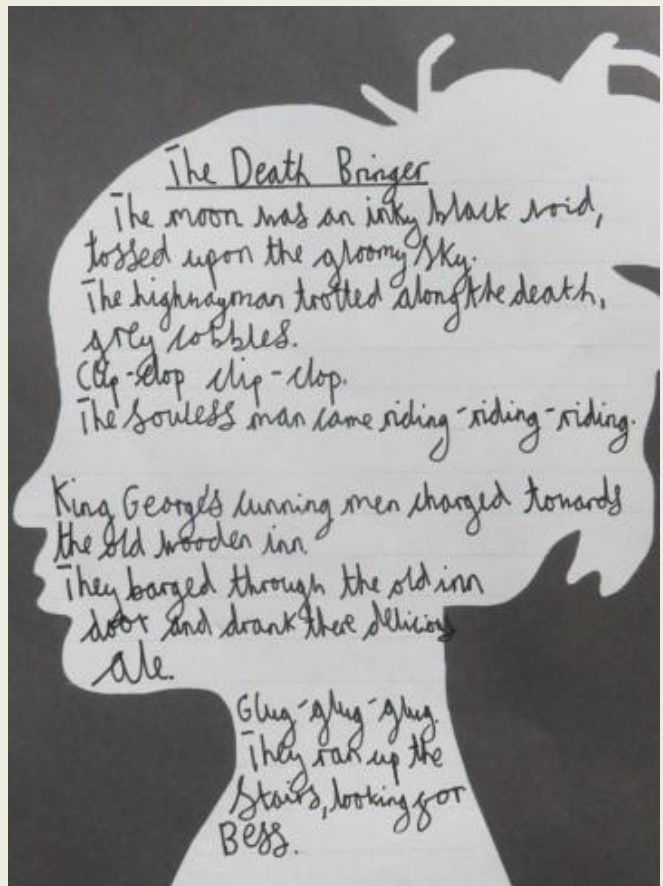 The Death Bringer
The moon was an inky black void,
tossed upon the gloomy sky.
The highwayman trotted along the death,
grey cobbles.
Clip-clop clip-clop.
The souless man came riding-riding-riding.
King George's cunning men charged towards
the old wooden inn.
They barged through the old inn
door and drank there delicious
ale.
Glug-glug-glug.
They ran up the
stairs, looking for
Bess.